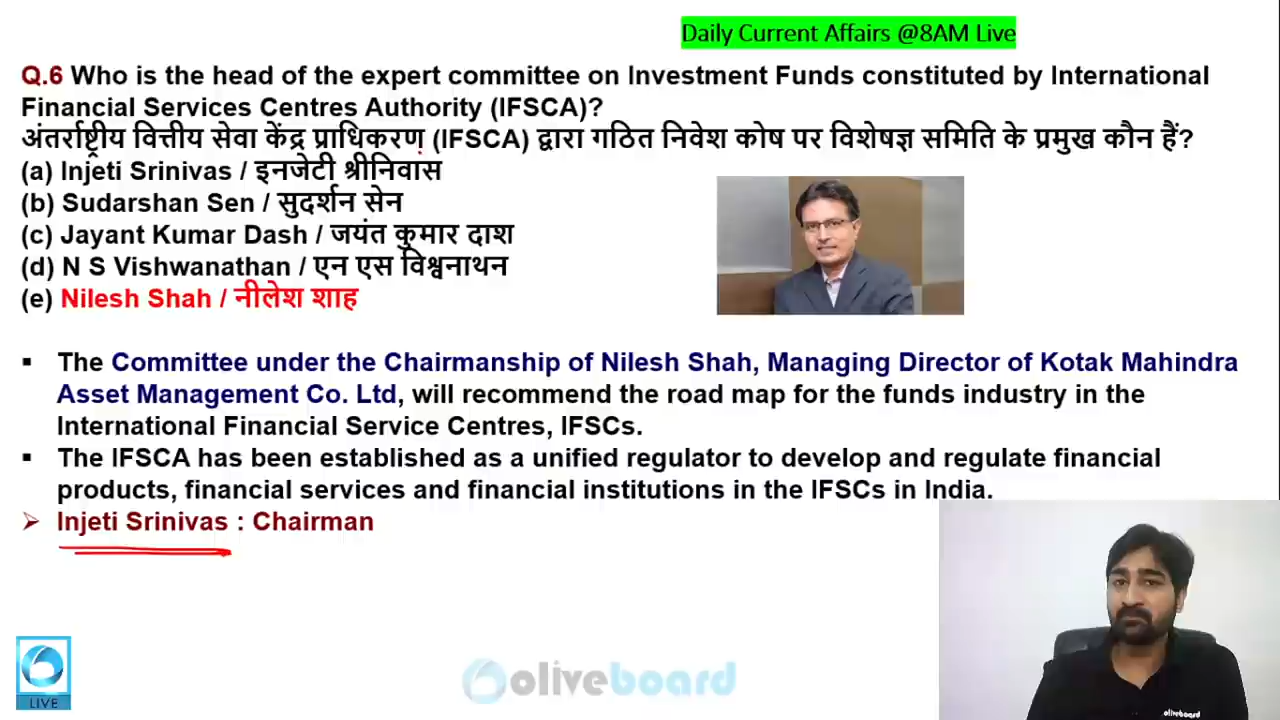 Daily Current Affairs @8AM Live
Q.6 Who is the head of the expert committee on Investment Funds constituted by International
Financial Services Centres Authority (IFSCA)?
अंतर्राष्ट्रीय वित्तीय सेवा केंद्र प्राधिकरण (IFSCA) द्वारा गठित निवेश कोष पर विशेषज्ञ समिति के प्रमुख कौन हैं?
(a) Injeti Srinivas / इनजेटी श्रीनिवास
(b) Sudarshan Sen / सुदर्शन सेन
(c) Jayant Kumar Dash / जयंत कुमार दाश
(d) N S Vishwanathan / एन एस विश्वनाथन
(e) Nilesh Shah / नीलेश शाह
▪ The Committee under the Chairmanship of Nilesh Shah, Managing Director of Kotak Mahindra
Asset Management Co. Ltd, will recommend the road map for the funds industry in the
International Financial Service Centres, IFSCs.
▪ The IFSCA has been established as a unified regulator to develop and regulate financial
products, financial services and financial institutions in the IFSCs in India.
➢ Injeti Srinivas : Chairman
LIVE
oliveboard
oliveboard